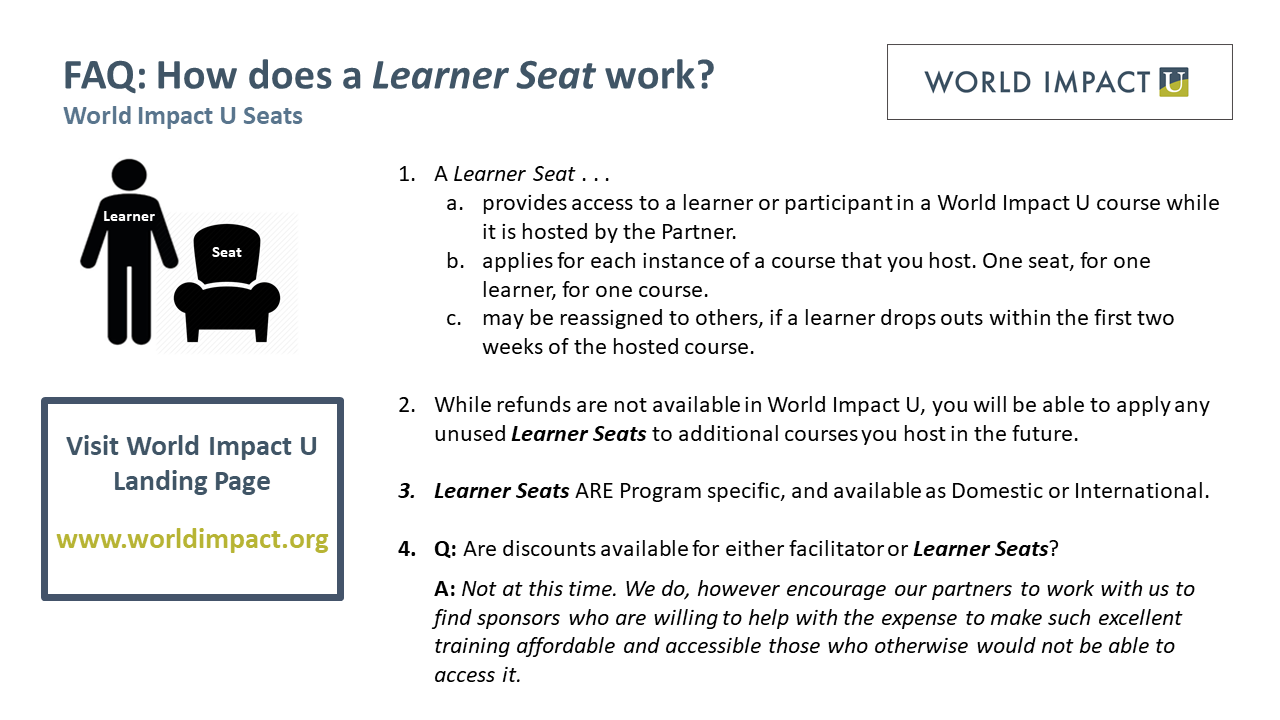 FAQ: How does a Learner Seat work?
World Impact U Seats
WORLD IMPACT U
Learner
Seat
1. A Learner Seat . . .
a. provides access to a learner or participant in a World Impact U course while
it is hosted by the Partner.
b. applies for each instance of a course that you host. One seat, for one
learner, for one course.
c. may be reassigned to others, if a learner drops outs within the first two
weeks of the hosted course.
2. While refunds are not available in World Impact U, you will be able to apply any
unused Learner Seats to additional courses you host in the future.
3. Learner Seats ARE Program specific, and available as Domestic or International.
4. Q: Are discounts available for either facilitator or Learner Seats?
A: Not at this time. We do, however encourage our partners to work with us to
find sponsors who are willing to help with the expense to make such excellent
training affordable and accessible those who otherwise would not be able to
access it.
Visit World Impact U
Landing Page
www.worldimpact.org